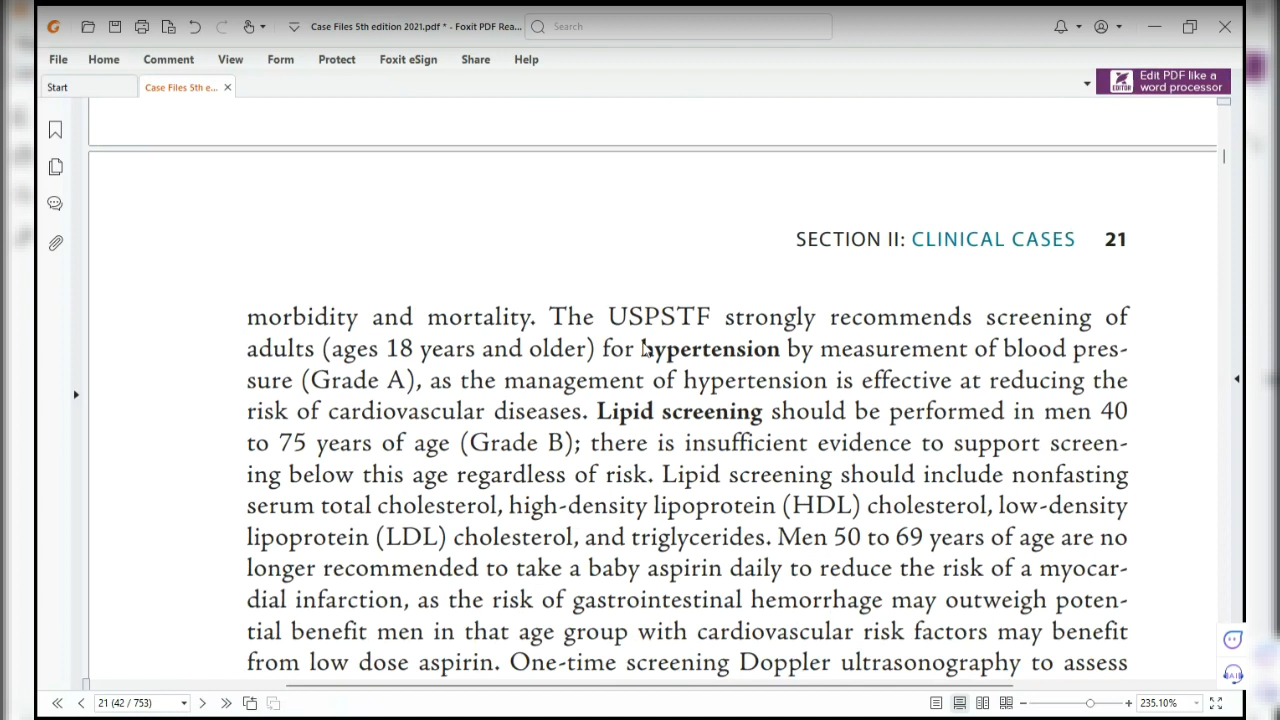 Case Files 5th edition 2021.pdf * - Foxit PDF Rea...
Search
File Home Comment View Form Protect Foxit eSign Share Help
Start
Case Files 5th e...
Edit PDF like a
word processor
EDITOR
SECTION II: CLINICAL CASES 21
morbidity and mortality. The USPSTF strongly recommends screening of
adults (ages 18 years and older) for hypertension by measurement of blood pres-
sure (Grade A), as the management of hypertension is effective at reducing the
risk of cardiovascular diseases. Lipid screening should be performed in men 40
to 75 years of age (Grade B); there is insufficient evidence to support screen-
ing below this age regardless of risk. Lipid screening should include nonfasting
serum total cholesterol, high-density lipoprotein (HDL) cholesterol, low-density
lipoprotein (LDL) cholesterol, and triglycerides. Men 50 to 69 years of age are no
longer recommended to take a baby aspirin daily to reduce the risk of a myocar-
dial infarction, as the risk of gastrointestinal hemorrhage may outweigh poten-
tial benefit men in that age group with cardiovascular risk factors may benefit
from low dose aspirin. One-time screening Doppler ultrasonography to assess
AI
21 (42 / 753)
235.10%